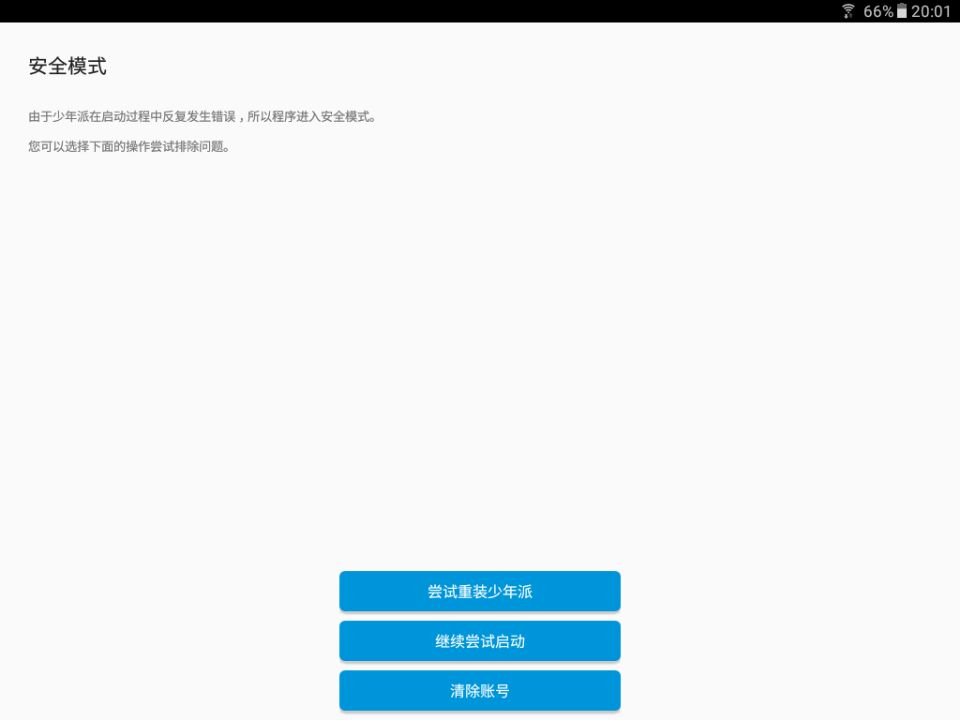 66% 20:01
安全模式
由于少年派在启动过程中反复发生错误，所以程序进入安全模式。
您可以选择下面的操作尝试排除问题。
尝试重装少年派
继续尝试启动
清除账号